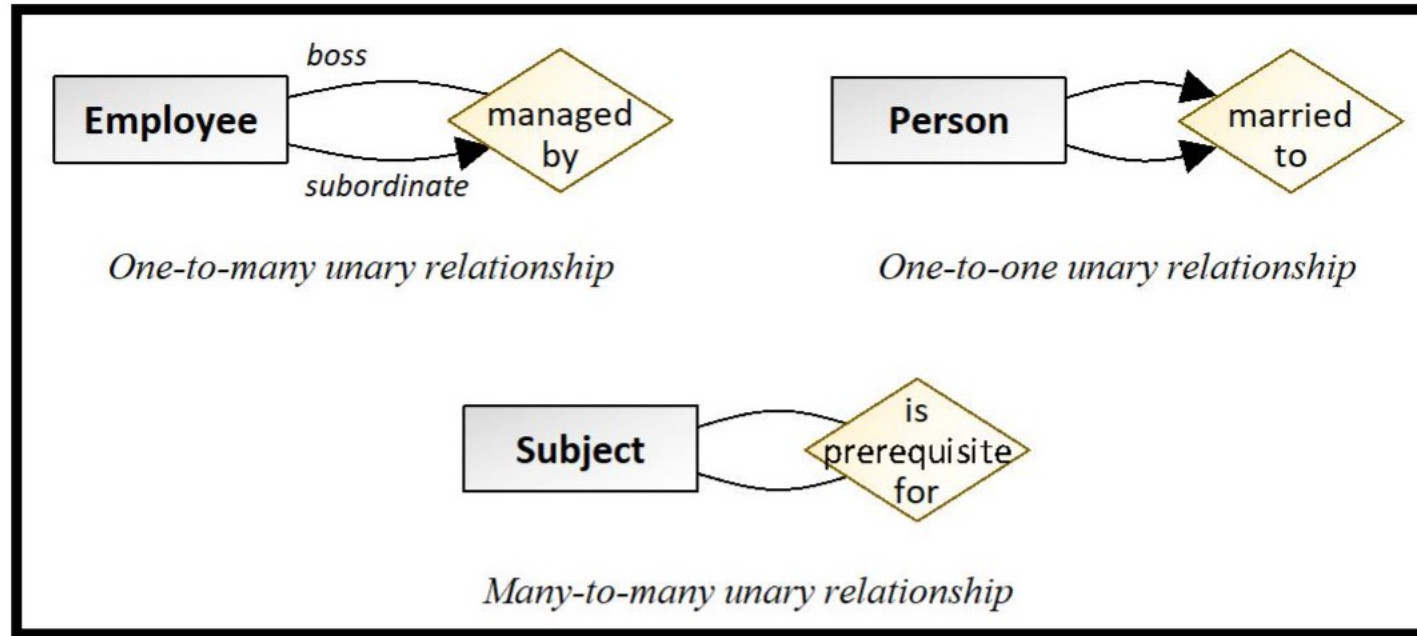 boss
Employee
managed
by
subordinate
One-to-many unary relationship
Person
married
to
One-to-one unary relationship
Subject
is
prerequisite
for
Many-to-many unary relationship